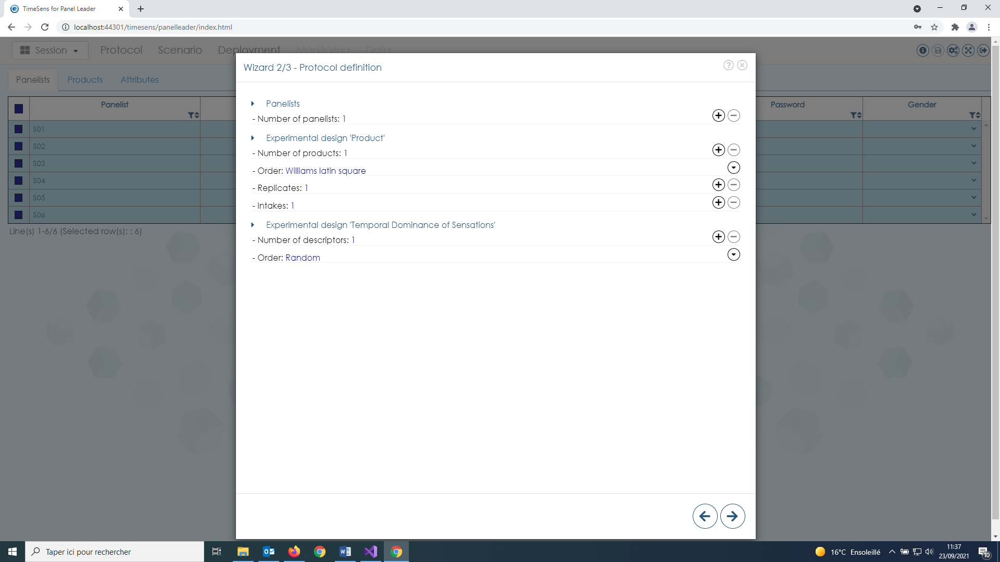 TimeSens for Panel Leader
localhost:44301/timesens/panelleader/index.html
Session Protocol Scenario Deployment Monitoring Data
Wizard 2/3 - Protocol definition
Panelists Products Attributes
Panelist Password Gender
S01
S02
S03
S04
S05
S06
Line(s) 1-6/6 (Selected row(s): : 6)
Panelists
- Number of panelists: 1
Experimental design 'Product'
- Number of products: 1
- Order: Williams latin square
- Replicates: 1
- Intakes: 1
Experimental design 'Temporal Dominance of Sensations'
- Number of descriptors: 1
- Order: Random
Taper ici pour rechercher
16°C Ensoleillé
11:37
23/09/2021
10